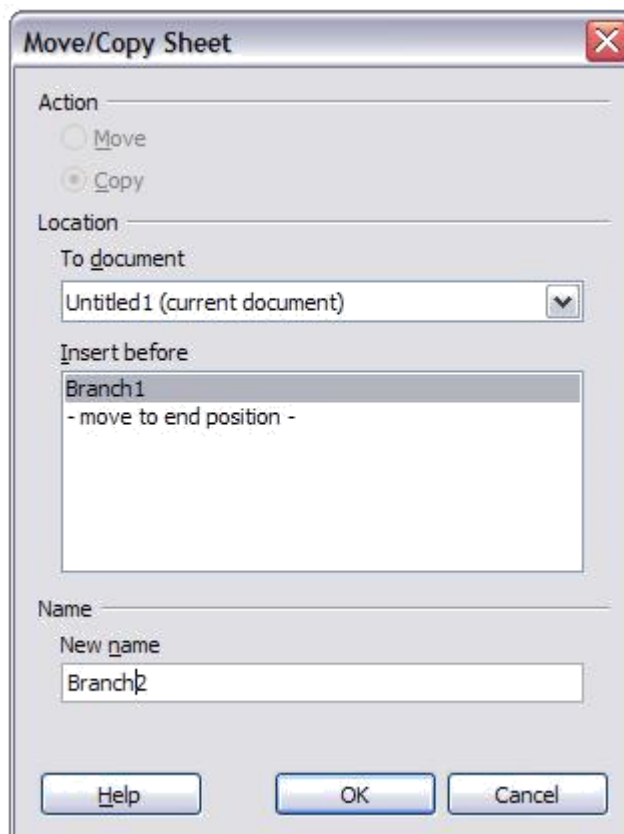 Move/Copy Sheet
Action
Move
Copy
Location
To document
Untitled1 (current document)
Insert before
Branch1
- move to end position -
Name
New name
Branch2
Help
OK
Cancel